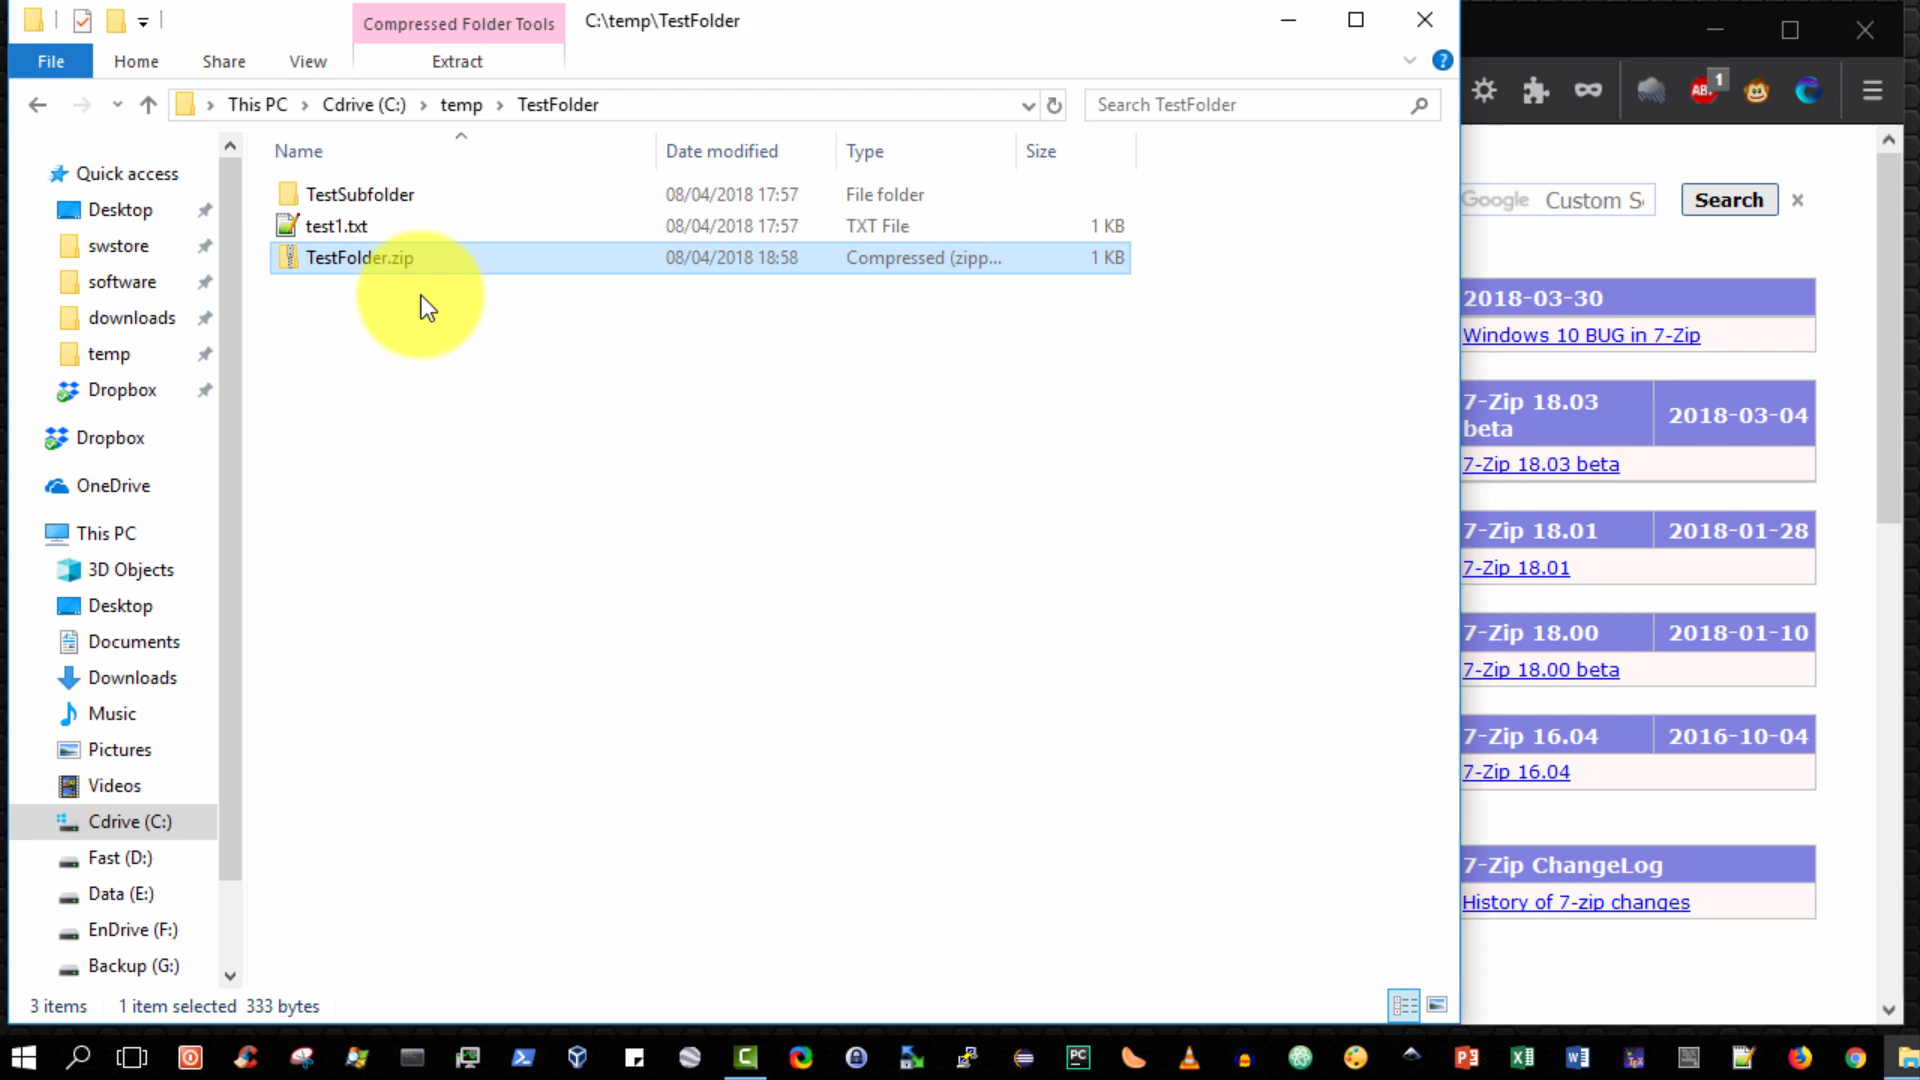 Compressed Folder Tools
C:\temp\TestFolder
File
Home
Share
View
Extract
?
This PC
Cdrive (C:)
temp
TestFolder
Search TestFolder
Name
Date modified
Type
Size
TestSubfolder 08/04/2018 17:57 File folder
test1.txt 08/04/2018 17:57 TXT File 1 KB
TestFolder.zip 08/04/2018 18:58 Compressed (zipp... 1 KB
Quick access
Desktop
swstore
software
downloads
temp
Dropbox
Dropbox
OneDrive
This PC
3D Objects
Desktop
Documents
Downloads
Music
Pictures
Videos
Cdrive (C:)
Fast (D:)
Data (E:)
EnDrive (F:)
Backup (G:)
3 items 1 item selected 333 bytes
ABP
1
Google Custom S
Search
×
2018-03-30
Windows 10 BUG in 7-Zip
7-Zip 18.03
beta
2018-03-04
7-Zip 18.03 beta
7-Zip 18.01 2018-01-28
7-Zip 18.01
7-Zip 18.00 2018-01-10
7-Zip 18.00 beta
7-Zip 16.04 2016-10-04
7-Zip 16.04
7-Zip ChangeLog
History of 7-zip changes
PC